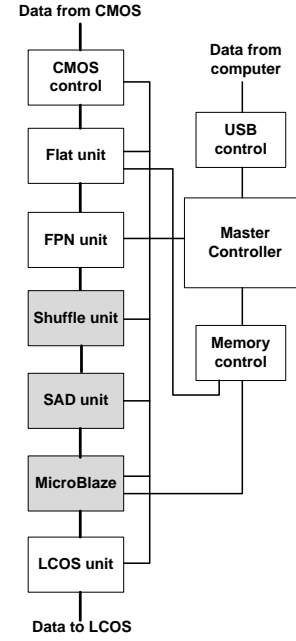 Data from CMOS
CMOS
control
Flat unit
FPN unit
Shuffle unit
SAD unit
MicroBlaze
LCOS unit
Data to LCOS
Data from
computer
USB
control
Master
Controller
Memory
control